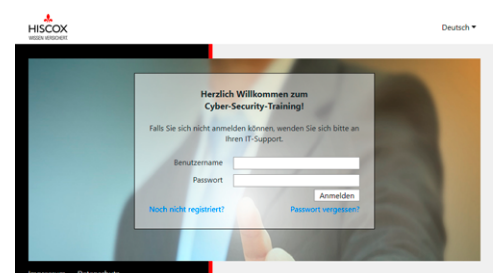 HISCOX
WISSEN VERSICHERT.
Deutsch
Herzlich Willkommen zum
Cyber-Security-Training!
Falls Sie sich nicht anmelden können, wenden Sie sich bitte an
Ihren IT-Support.
Benutzername
Passwort
Anmelden
Noch nicht registriert?
Passwort vergessen?
Impressum Datenschutz